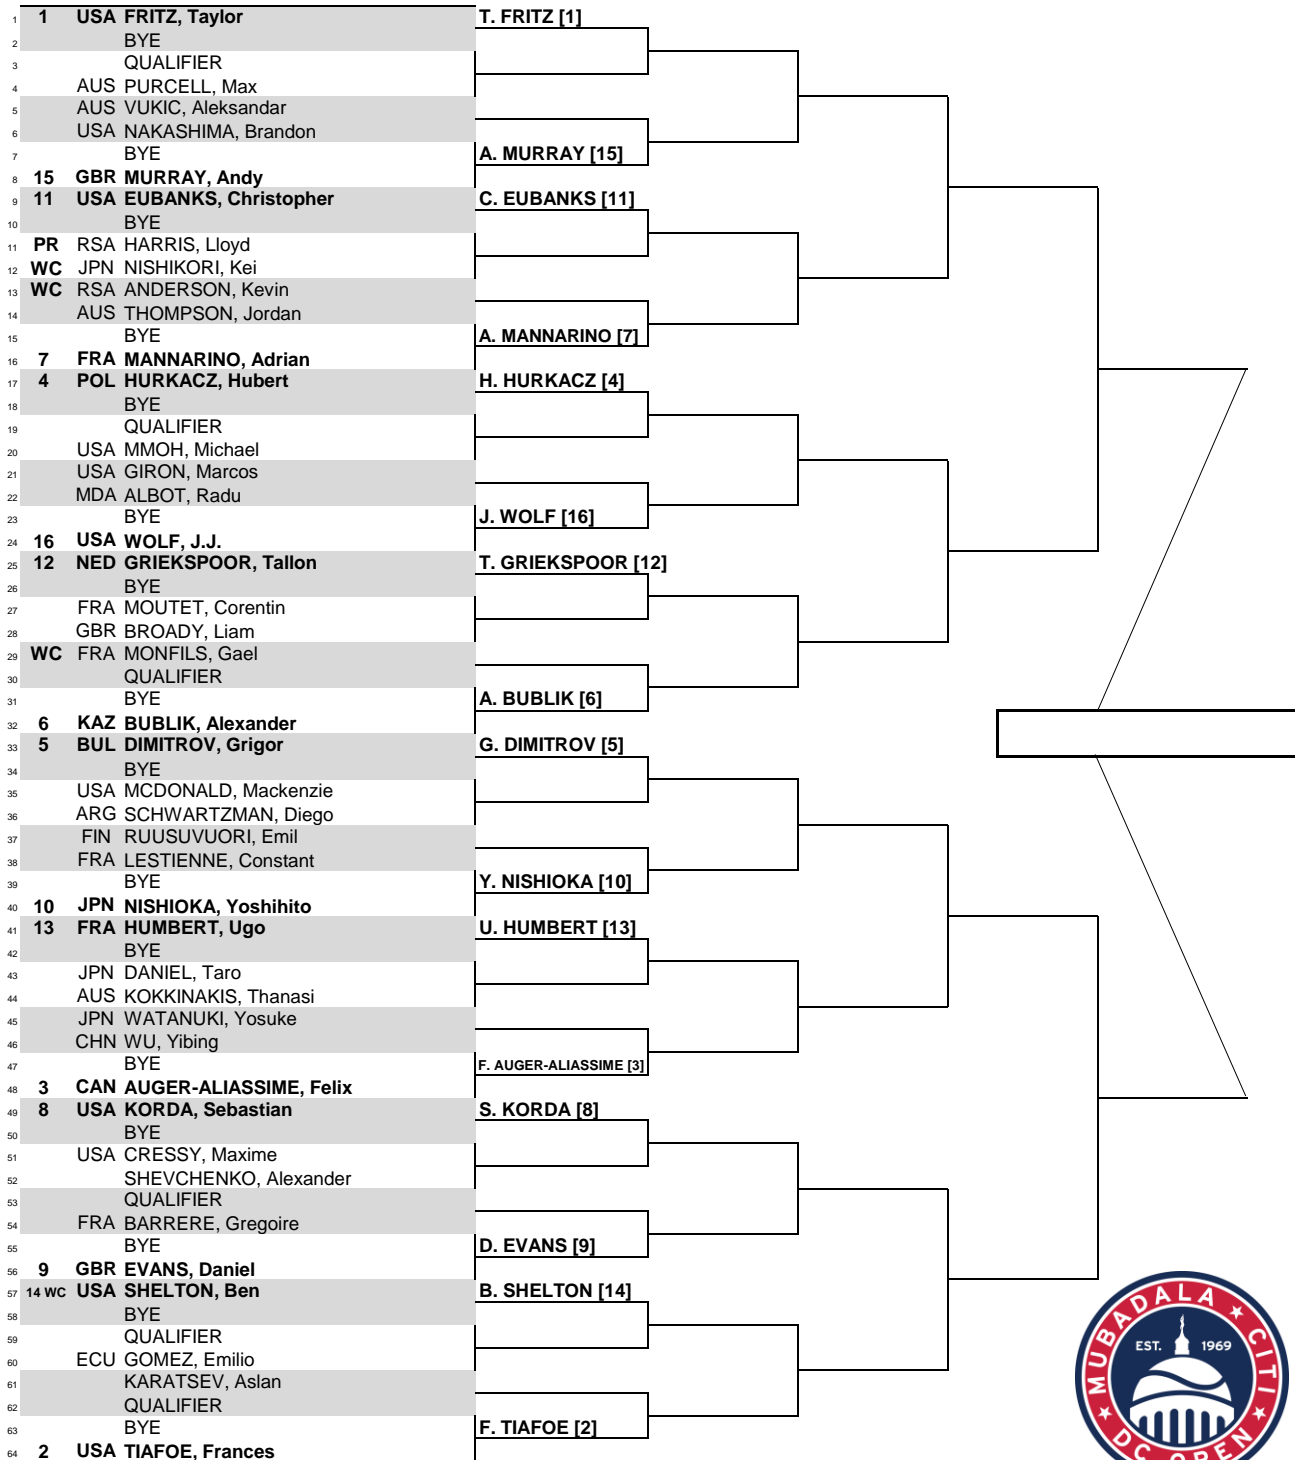 1 1 USA FRITZ, Taylor T. FRITZ [1]
2 BYE
3 QUALIFIER
4 AUS PURCELL, Max
5 AUS VUKIC, Aleksandar
6 USA NAKASHIMA, Brandon
7 BYE A. MURRAY [15]
8 15 GBR MURRAY, Andy
9 11 USA EUBANKS, Christopher C. EUBANKS [11]
10 BYE
11 PR RSA HARRIS, Lloyd
12 WC JPN NISHIKORI, Kei
13 WC RSA ANDERSON, Kevin
14 AUS THOMPSON, Jordan
15 BYE A. MANNARINO [7]
16 7 FRA MANNARINO, Adrian
17 4 POL HURKACZ, Hubert H. HURKACZ [4]
18 BYE
19 QUALIFIER
20 USA MMOH, Michael
21 USA GIRON, Marcos
22 MDA ALBOT, Radu
23 BYE J. WOLF [16]
24 16 USA WOLF, J.J.
25 12 NED GRIEKSPOOR, Tallon T. GRIEKSPOOR [12]
26 BYE
27 FRA MOUTET, Corentin
28 GBR BROADY, Liam
29 WC FRA MONFILS, Gael
30 QUALIFIER
31 BYE A. BUBLIK [6]
32 6 KAZ BUBLIK, Alexander
33 5 BUL DIMITROV, Grigor G. DIMITROV [5]
34 BYE
35 USA MCDONALD, Mackenzie
36 ARG SCHWARTZMAN, Diego
37 FIN RUUSUVUORI, Emil
38 FRA LESTIENNE, Constant
39 BYE Y. NISHIOKA [10]
40 10 JPN NISHIOKA, Yoshihito
41 13 FRA HUMBERT, Ugo U. HUMBERT [13]
42 BYE
43 JPN DANIEL, Taro
44 AUS KOKKINAKIS, Thanasi
45 JPN WATANUKI, Yosuke
46 CHN WU, Yibing
47 BYE F. AUGER-ALIASSIME [3]
48 3 CAN AUGER-ALIASSIME, Felix
49 8 USA KORDA, Sebastian S. KORDA [8]
50 BYE
51 USA CRESSY, Maxime
52 SHEVCHENKO, Alexander
53 QUALIFIER
54 FRA BARRERE, Gregoire
55 BYE D. EVANS [9]
56 9 GBR EVANS, Daniel
57 14 WC USA SHELTON, Ben B. SHELTON [14]
58 BYE
59 QUALIFIER
60 ECU GOMEZ, Emilio
61 KARATSEV, Aslan
62 QUALIFIER
63 BYE F. TIAFOE [2]
64 2 USA TIAFOE, Frances
MUBADALA ★ CITI ★ DC OPEN ★
EST. 1969